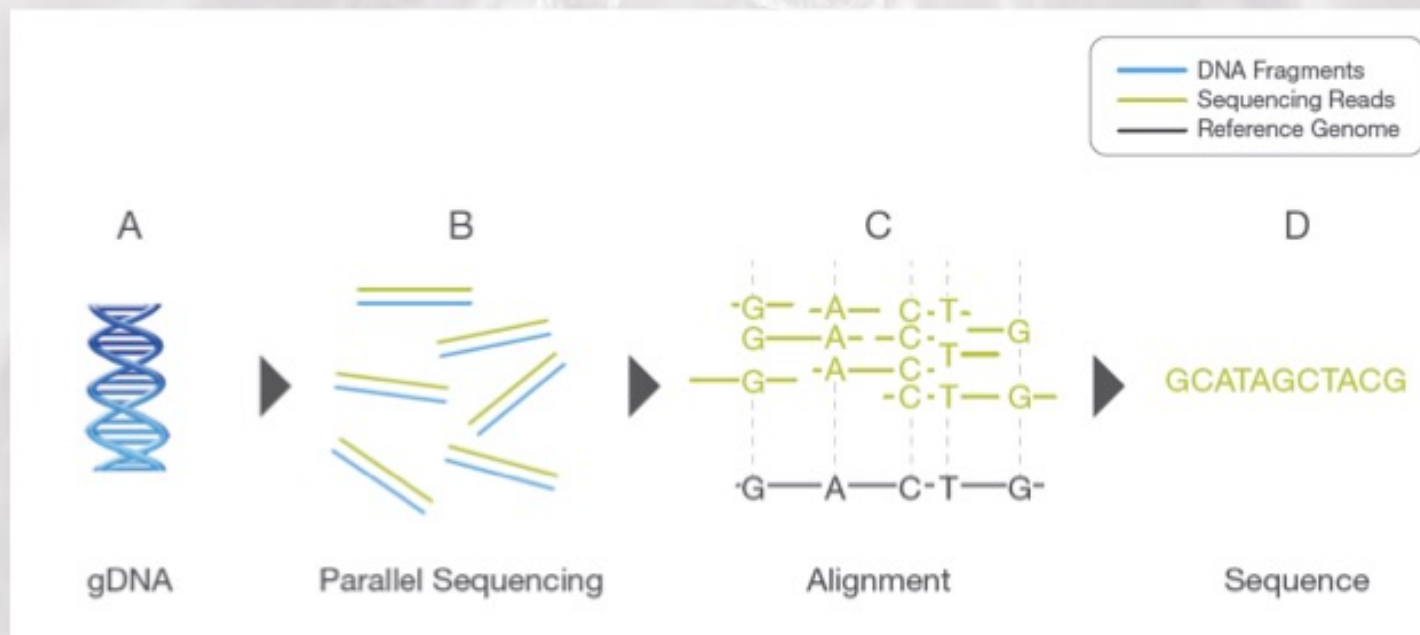 DNA Fragments
Sequencing Reads
Reference Genome
A
B
C
D
G A C T
G A C G
G A C T
C T G
G A C T G
GCATAGCTACG
gDNA
Parallel Sequencing
Alignment
Sequence